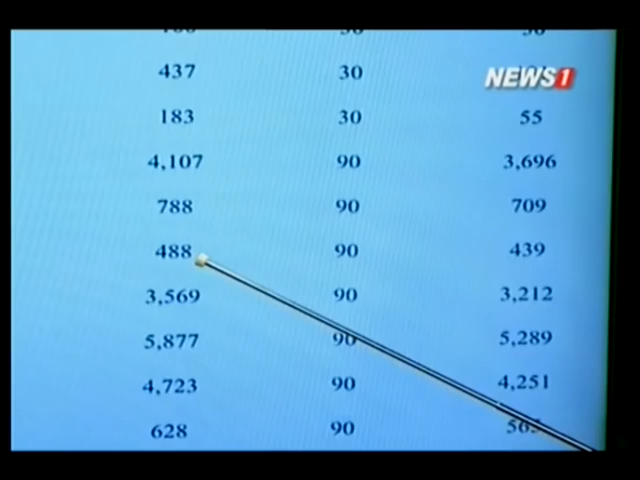 437 30
NEWS1
183 30 55
4,107 90 3,696
788 90 709
488 90 439
3,569 90 3,212
5,877 90 5,289
4,723 90 4,251
628 90